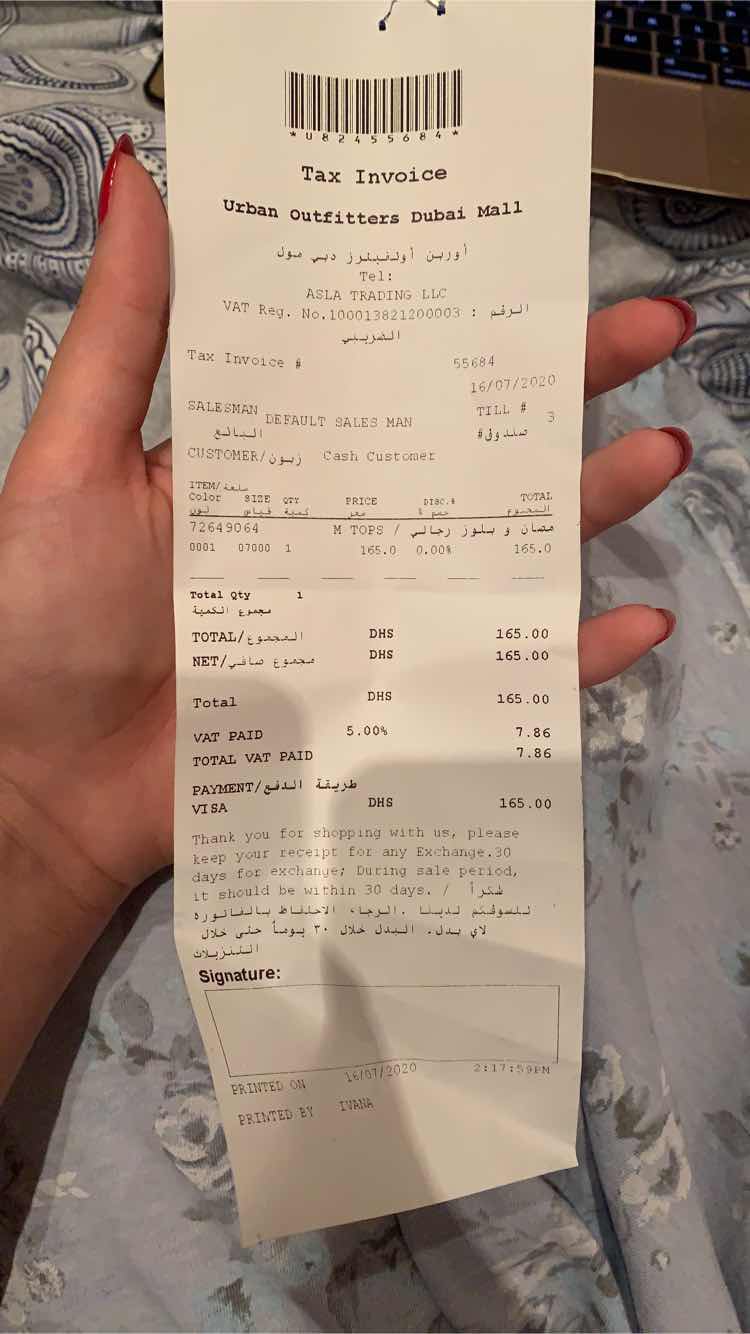 *U82455684*
Tax Invoice
Urban Outfitters Dubai Mall
أوربن أوتفيترز دبي مول
Tel:
ASLA TRADING LLC
VAT Reg. No.100013821200003 : الرقم
الضريبي
Tax Invoice # 55684
16/07/2020
SALESMAN DEFAULT SALES MAN TILL # 3
البائع صندوق#
CUSTOMER/زبون Cash Customer
ITEM/سلعة
Color SIZE QTY PRICE DISC.% TOTAL
لون قياس كمية سعر خصم % المجموع
72649064 M TOPS / مصان و بلوز رجالي
0001 07000 1 165.0 0.00% 165.0
Total Qty 1
مجموع الكمية
TOTAL/المجموع DHS 165.00
NET/مجموع صافي DHS 165.00
Total DHS 165.00
VAT PAID 5.00% 7.86
TOTAL VAT PAID 7.86
PAYMENT/طريقة الدفع
VISA DHS 165.00
Thank you for shopping with us, please
keep your receipt for any Exchange.30
days for exchange; During sale period,
it should be within 30 days. /
لتسوقكم لدينا .الرجاء الاحتفاظ بالفاتورة
لاي بدل. البدل خلال ٣٠ يوماً حتى خلال
التنزيلات
Signature:
PRINTED ON 16/07/2020 2:17:59PM
PRINTED BY IVANA